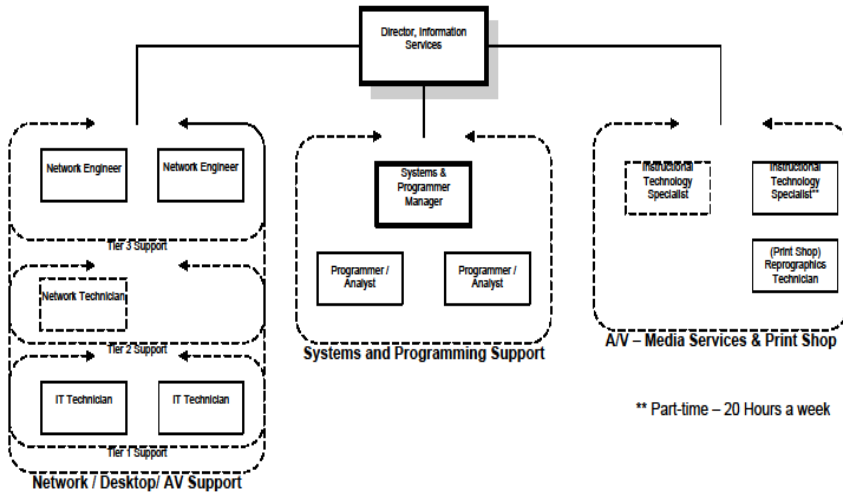 Director, Information
Services
Network Engineer
Network Engineer
Tier 3 Support
Network Technician
Tier 2 Support
IT Technician
IT Technician
Tier 1 Support
Network / Desktop/ AV Support
Systems &
Programmer
Manager
Programmer /
Analyst
Programmer /
Analyst
Systems and Programming Support
Instructional
Technology
Specialist
Instructional
Technology
Specialist**
(Print Shop)
Reprographics
Technician
A/V – Media Services & Print Shop
** Part-time – 20 Hours a week